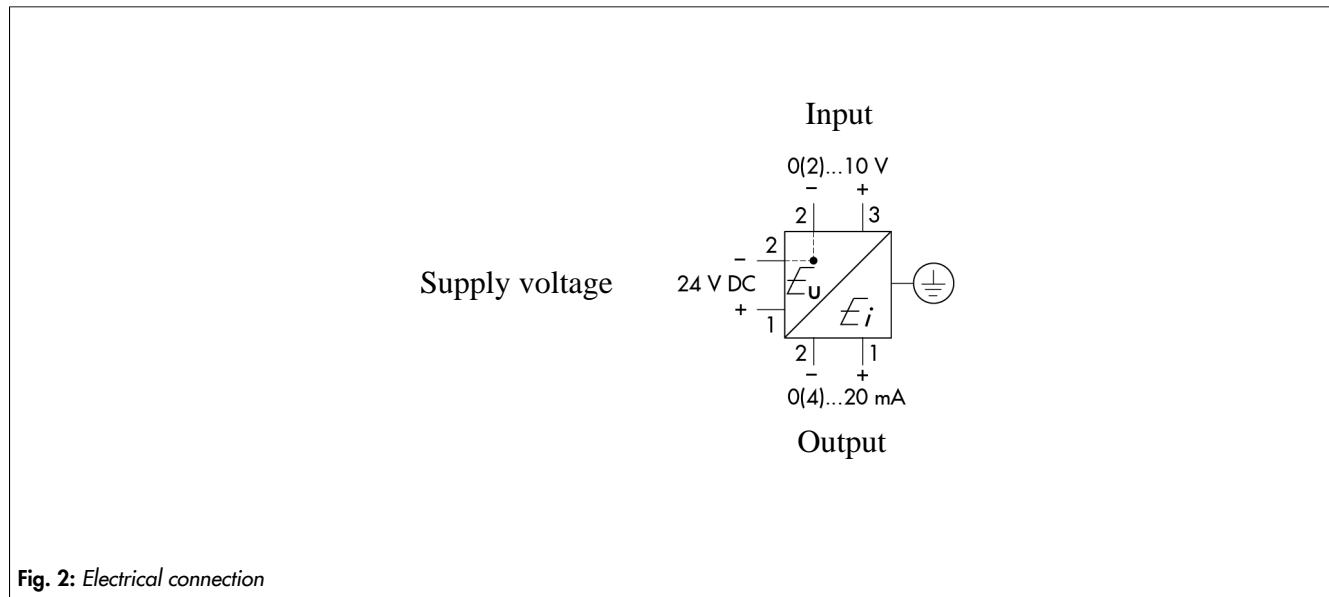 Input
0(2)...10 V
– +
2 3
2
–
Supply voltage 24 V DC
+
1
E u
E i
2 1
– +
0(4)...20 mA
Output
Fig. 2: Electrical connection